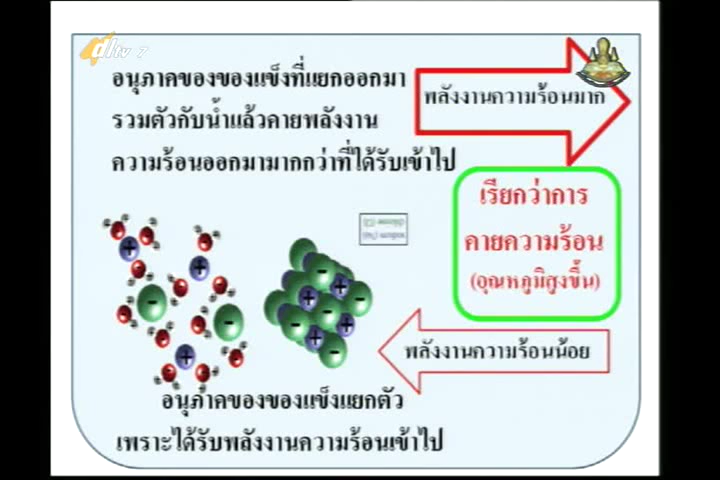 dltv 7
อนุภาคของของแข็งที่แยกออกมา
รวมตัวกับน้ำแล้วคายพลังงาน
ความร้อนออกมามากกว่าที่ได้รับเข้าไป
พลังงานความร้อนมาก
เรียกว่าการ
คายความร้อน
(อุณหภูมิสูงขึ้น)
พลังงานความร้อนน้อย
อนุภาคของของแข็งแยกตัว
เพราะได้รับพลังงานความร้อนเข้าไป